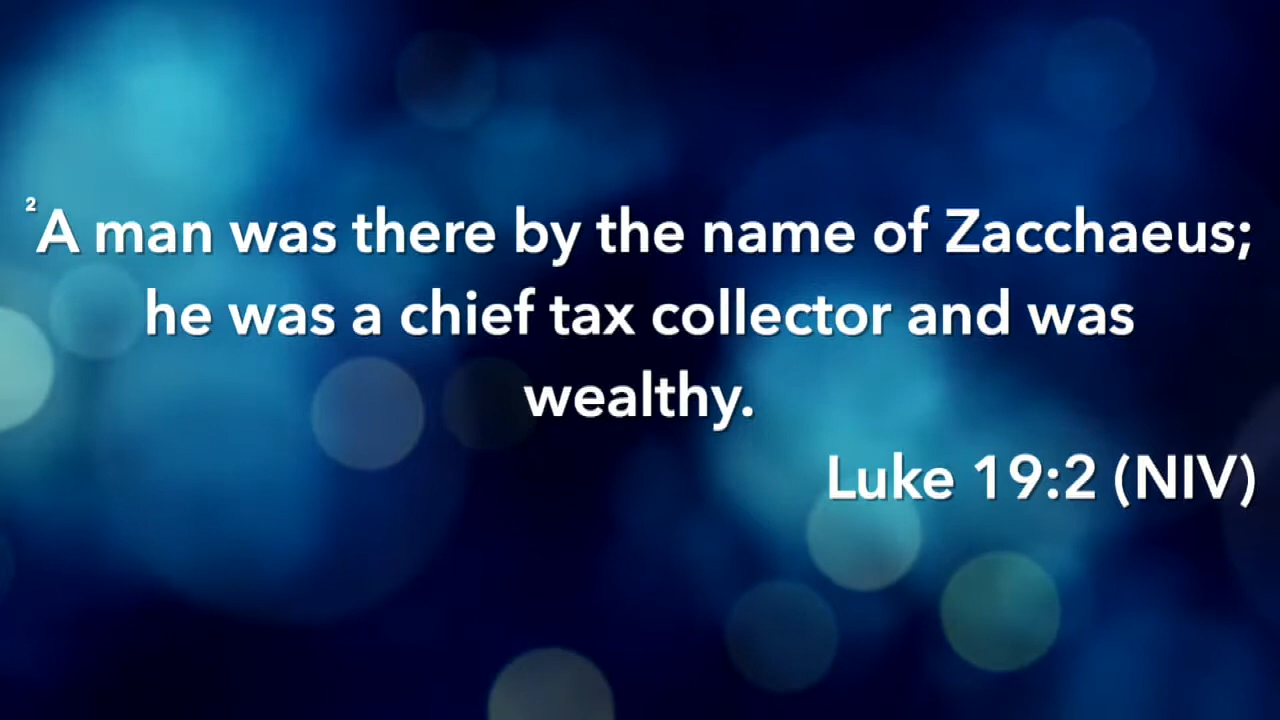 ²A man was there by the name of Zacchaeus;
he was a chief tax collector and was
wealthy.
Luke 19:2 (NIV)